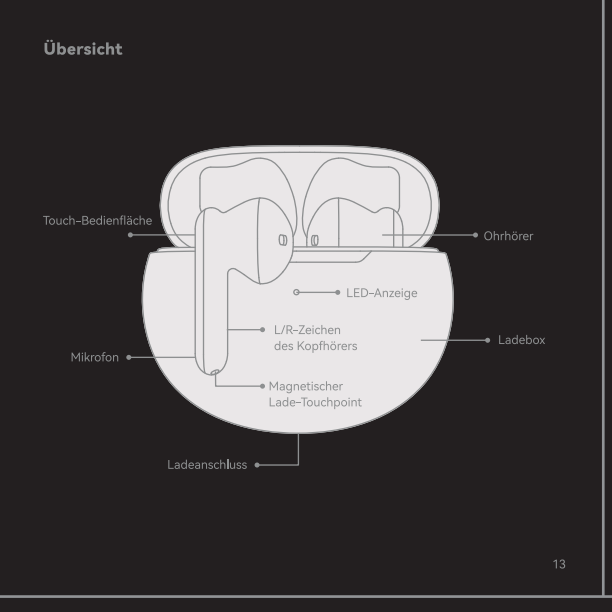 Übersicht
Touch-Bedienfläche
Ohrhörer
LED-Anzeige
L/R-Zeichen
des Kopfhörers
Ladebox
Mikrofon
Magnetischer
Lade-Touchpoint
Ladeanschluss
13